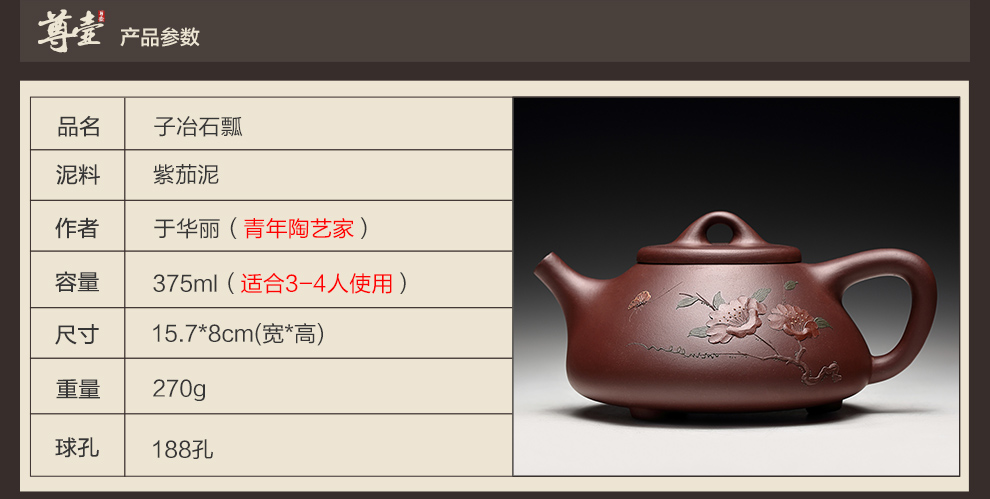 尊壶 产品参数
品名 子冶石瓢
泥料 紫茄泥
作者 于华丽（青年陶艺家）
容量 375ml（适合3-4人使用）
尺寸 15.7*8cm(宽*高)
重量 270g
球孔 188孔